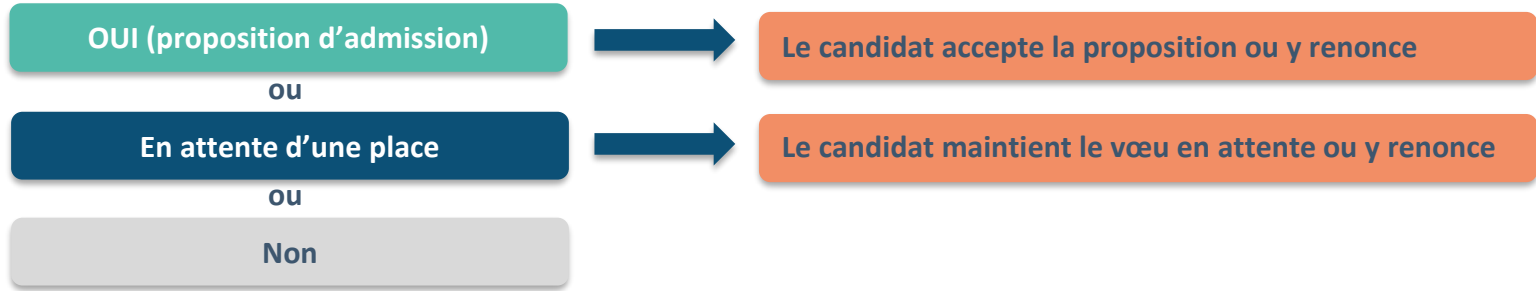 OUI (proposition d’admission)
Le candidat accepte la proposition ou y renonce
ou
En attente d’une place
Le candidat maintient le vœu en attente ou y renonce
ou
Non